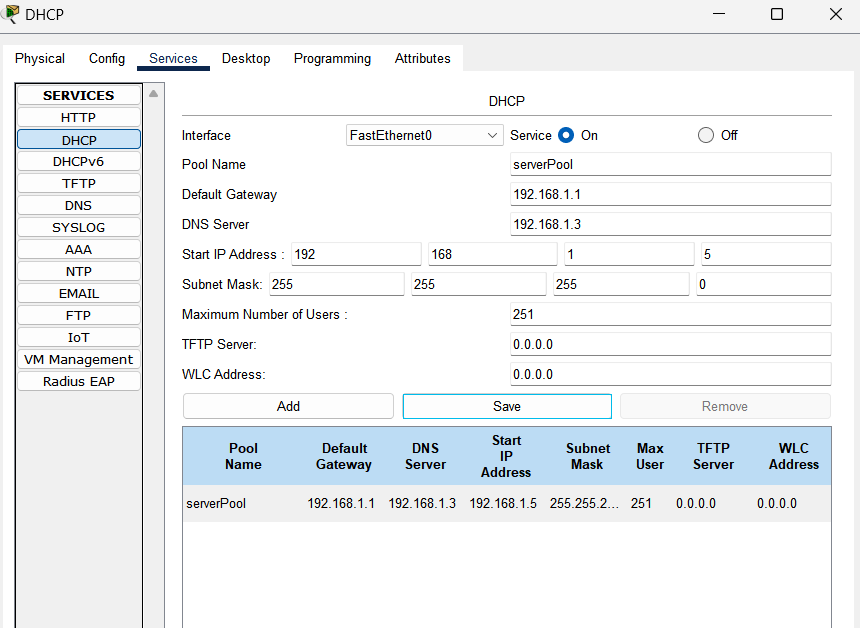 DHCP
Physical Config Services Desktop Programming Attributes
SERVICES
HTTP
DHCP
DHCPv6
TFTP
DNS
SYSLOG
AAA
NTP
EMAIL
FTP
IoT
VM Management
Radius EAP
DHCP
Interface FastEthernet0 Service On Off
Pool Name serverPool
Default Gateway 192.168.1.1
DNS Server 192.168.1.3
Start IP Address : 192 168 1 5
Subnet Mask: 255 255 255 0
Maximum Number of Users : 251
TFTP Server: 0.0.0.0
WLC Address: 0.0.0.0
Add Save Remove
Pool Name Default Gateway DNS Server Start IP Address Subnet Mask Max User TFTP Server WLC Address
serverPool 192.168.1.1 192.168.1.3 192.168.1.5 255.255.2... 251 0.0.0.0 0.0.0.0